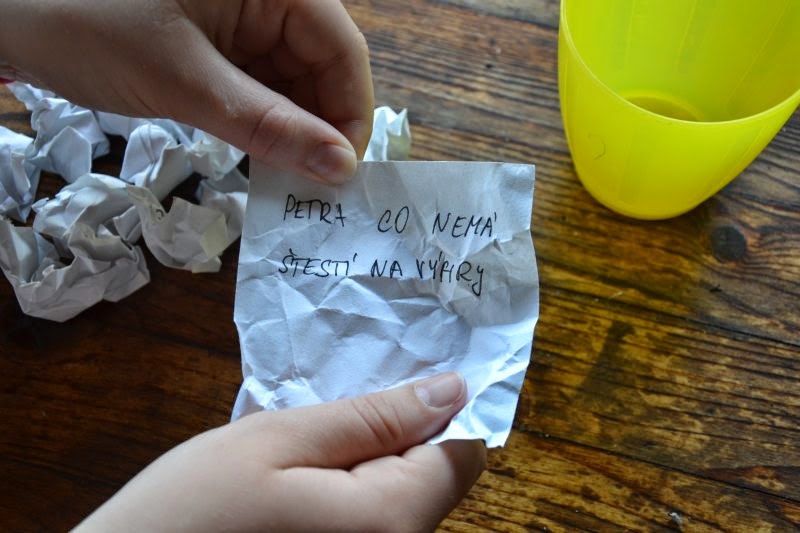 PETRA CO NEMÁ
ŠTESTÍ NA VÝHRY